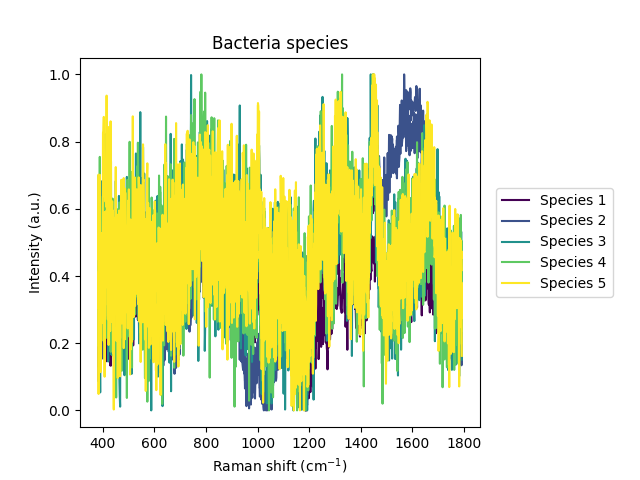 Bacteria species
1.0
0.8
0.6
0.4
0.2
0.0
Intensity (a.u.)
400 600 800 1000 1200 1400 1600 1800
Raman shift (cm⁻¹)
Species 1
Species 2
Species 3
Species 4
Species 5